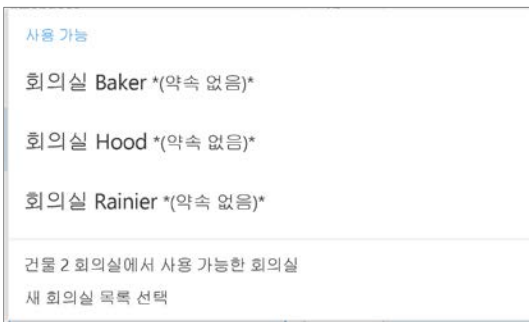 사용 가능
회의실 Baker *(약속 없음)*
회의실 Hood *(약속 없음)*
회의실 Rainier *(약속 없음)*
건물 2 회의실에서 사용 가능한 회의실
새 회의실 목록 선택